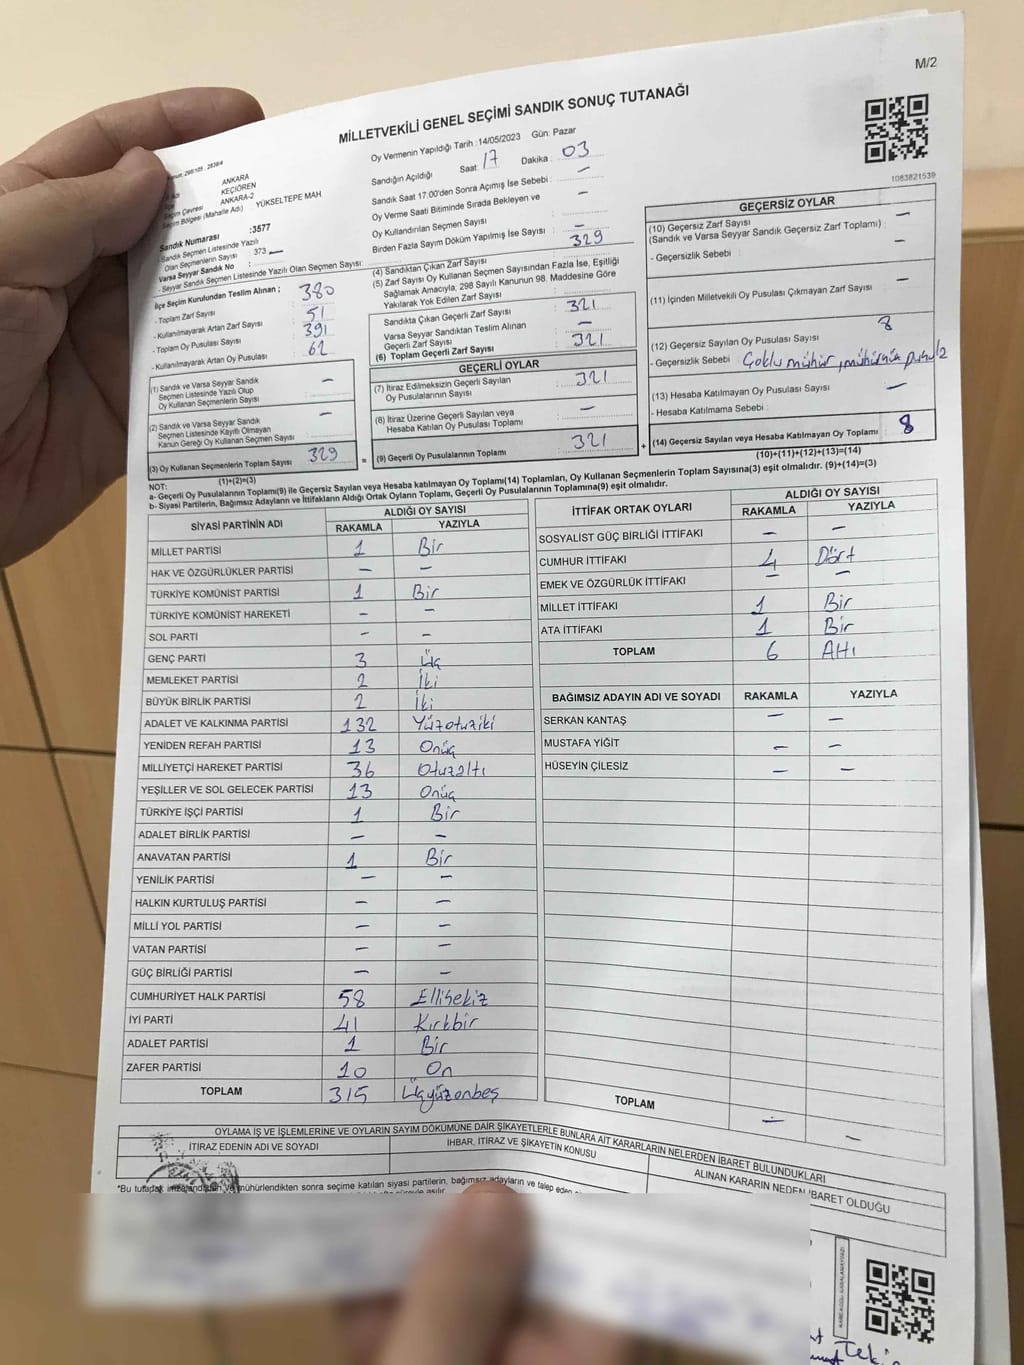 M/2
MİLLETVEKİLİ GENEL SEÇİMİ SANDIK SONUÇ TUTANAĞI
ANKARA
KEÇİÖREN
ANKARA-2
Seçim Bölgesi (Mahalle Adı) YÜKSELTEPE MAH.
Sandık Numarası :3577
Sandık Seçmen Listesinde Yazılı
Olan Seçmenlerin Sayısı 373 —
Varsa Seyyar Sandık No :
- Seyyar Sandık Seçmen Listesinde Yazılı Olan Seçmen Sayısı:
İlçe Seçim Kurulundan Teslim Alınan ;
- Toplam Zarf Sayısı 380
- Kullanılmayarak Artan Zarf Sayısı 51
- Toplam Oy Pusulası Sayısı 391
- Kullanılmayarak Artan Oy Pusulası 62
(1) Sandık ve Varsa Seyyar Sandık
Seçmen Listesinde Yazılı Olup
Oy Kullanan Seçmenlerin Sayısı —
(2) Sandık ve Varsa Seyyar Sandık
Seçmen Listesinde Kayıtlı Olmayan
Kanun Gereği Oy Kullanan Seçmen Sayısı —
(3) Oy Kullanan Seçmenlerin Toplam Sayısı 329
(1)+(2)=(3)
Oy Vermenin Yapıldığı Tarih : 14/05/2023 Gün: Pazar
Sandığın Açıldığı Saat: 17 Dakika : 03
Sandık Saat 17:00'den Sonra Açılmış İse Sebebi : —
Oy Verme Saati Bitiminde Sırada Bekleyen ve
Oy Kullandırılan Seçmen Sayısı —
Birden Fazla Sayım Döküm Yapılmış İse Sayısı : —
(4) Sandıktan Çıkan Zarf Sayısı 329
(5) Zarf Sayısı Oy Kullanan Seçmen Sayısından Fazla İse, Eşitliği
Sağlamak Amacıyla, 298 Sayılı Kanunun 98. Maddesine Göre
Yakılarak Yok Edilen Zarf Sayısı
Sandıkta Çıkan Geçerli Zarf Sayısı 321
Varsa Seyyar Sandıktan Teslim Alınan
Geçerli Zarf Sayısı —
(6) Toplam Geçerli Zarf Sayısı 321
GEÇERLİ OYLAR
(7) İtiraz Edilmeksizin Geçerli Sayılan
Oy Pusulalarının Sayısı 321
(8) İtiraz Üzerine Geçerli Sayılan veya
Hesaba Katılan Oy Pusulası Toplamı —
= (9) Geçerli Oy Pusulalarının Toplamı 321 +
1083821539
GEÇERSİZ OYLAR
(10) Geçersiz Zarf Sayısı —
(Sandık ve Varsa Seyyar Sandık Geçersiz Zarf Toplamı) :
- Geçersizlik Sebebi : —
(11) İçinden Milletvekili Oy Pusulası Çıkmayan Zarf Sayısı —
(12) Geçersiz Sayılan Oy Pusulası Sayısı 8
- Geçersizlik Sebebi : Çoklu mühür, mühürsüz pusula
(13) Hesaba Katılmayan Oy Pusulası Sayısı —
- Hesaba Katılmama Sebebi :
(14) Geçersiz Sayılan veya Hesaba Katılmayan Oy Toplamı 8
(10)+(11)+(12)+(13)=(14)
NOT:
a- Geçerli Oy Pusulalarının Toplamı(9) ile Geçersiz Sayılan veya Hesaba katılmayan Oy Toplamı(14) Toplamları, Oy Kullanan Seçmenlerin Toplam Sayısına(3) eşit olmalıdır. (9)+(14)=(3)
b- Siyasi Partilerin, Bağımsız Adayların ve İttifakların Aldığı Ortak Oyların Toplamı, Geçerli Oy Pusulalarının Toplamına(9) eşit olmalıdır.
SİYASİ PARTİNİN ADI ALDIĞI OY SAYISI
RAKAMLA YAZIYLA
MİLLET PARTİSİ 1 Bir
HAK VE ÖZGÜRLÜKLER PARTİSİ — —
TÜRKİYE KOMÜNİST PARTİSİ 1 Bir
TÜRKİYE KOMÜNİST HAREKETİ — —
SOL PARTİ — —
GENÇ PARTİ 3 Üç
MEMLEKET PARTİSİ 2 İki
BÜYÜK BİRLİK PARTİSİ 2 İki
ADALET VE KALKINMA PARTİSİ 132 Yüzotuziki
YENİDEN REFAH PARTİSİ 13 Onüç
MİLLİYETÇİ HAREKET PARTİSİ 36 Otuzaltı
YEŞİLLER VE SOL GELECEK PARTİSİ 13 Onüç
TÜRKİYE İŞÇİ PARTİSİ 1 Bir
ADALET BİRLİK PARTİSİ — —
ANAVATAN PARTİSİ 1 Bir
YENİLİK PARTİSİ — —
HALKIN KURTULUŞ PARTİSİ — —
MİLLİ YOL PARTİSİ — —
VATAN PARTİSİ — —
GÜÇ BİRLİĞİ PARTİSİ — —
CUMHURİYET HALK PARTİSİ 58 Ellisekiz
İYİ PARTİ 41 Kırkbir
ADALET PARTİSİ 1 Bir
ZAFER PARTİSİ 10 On
TOPLAM 315 Üçyüzonbeş
İTTİFAK ORTAK OYLARI ALDIĞI OY SAYISI
RAKAMLA YAZIYLA
SOSYALİST GÜÇ BİRLİĞİ İTTİFAKI — —
CUMHUR İTTİFAKI 4 Dört
EMEK VE ÖZGÜRLÜK İTTİFAKI — —
MİLLET İTTİFAKI 1 Bir
ATA İTTİFAKI 1 Bir
TOPLAM 6 Altı
BAĞIMSIZ ADAYIN ADI VE SOYADI RAKAMLA YAZIYLA
SERKAN KANTAŞ — —
MUSTAFA YİĞİT — —
HÜSEYİN ÇİLESİZ — —
TOPLAM — —
OYLAMA İŞ VE İŞLEMLERİNE VE OYLARIN SAYIM DÖKÜMÜNE DAİR ŞİKAYETLERLE BUNLARA AİT KARARLARIN NELERDEN İBARET BULUNDUKLARI
İTİRAZ EDENİN ADI VE SOYADI
İHBAR, İTİRAZ VE ŞİKAYETİN KONUSU
ALINAN KARARIN NEDEN İBARET OLDUĞU
sonra seçime katılan siyasi partilerin, bağımsız adayların ve talep eden